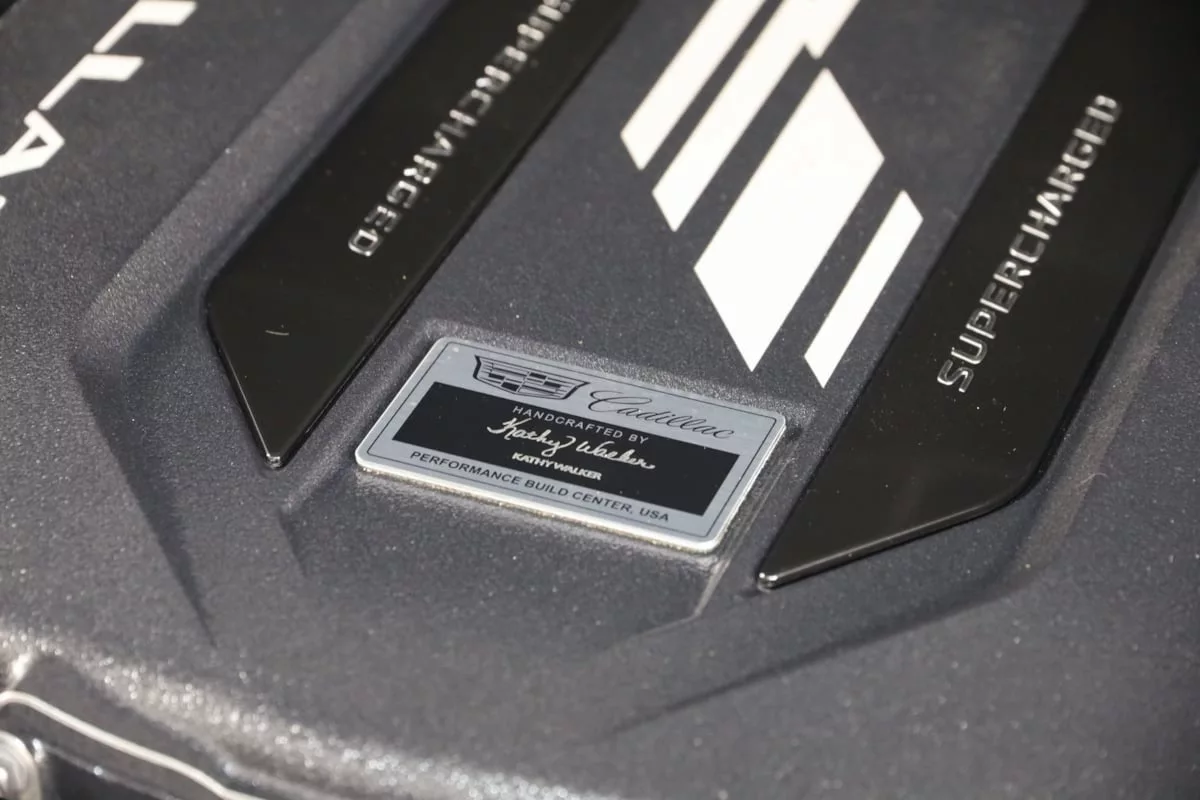 SUPERCHARGED
SUPERCHARGED
Cadillac
HANDCRAFTED BY
Kathy Walker
KATHY WALKER
PERFORMANCE BUILD CENTER, USA